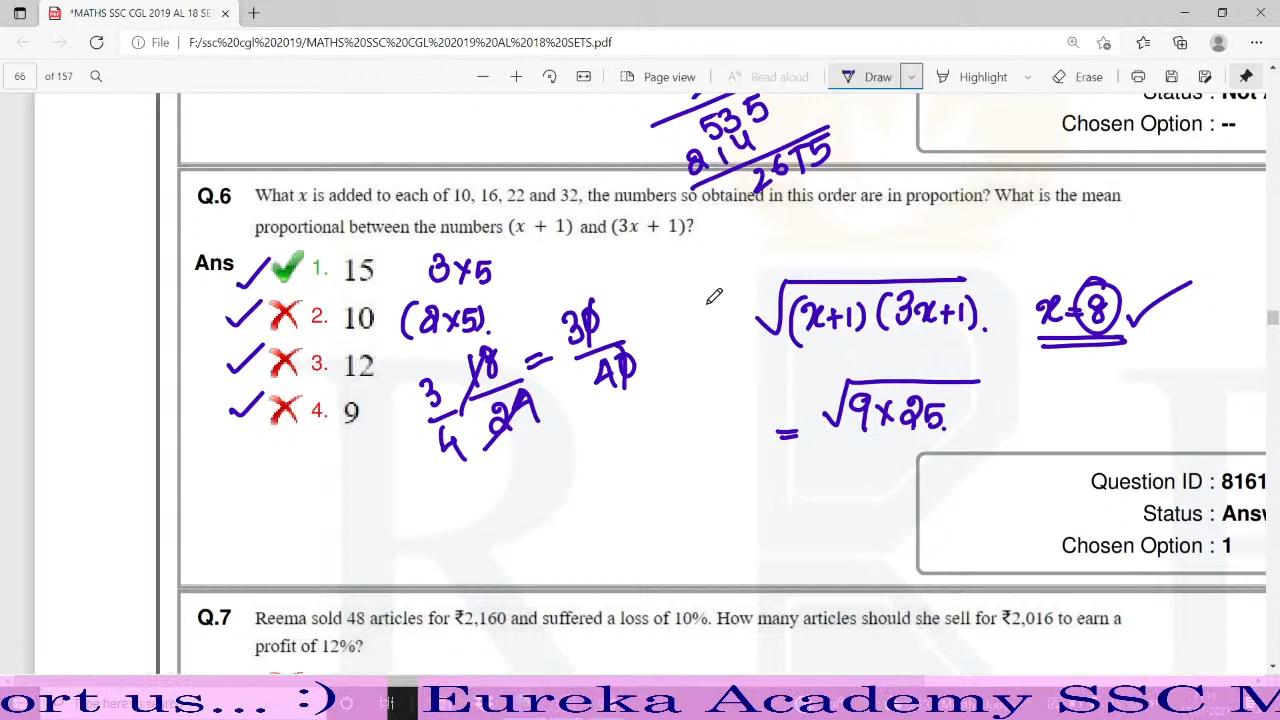 *MATHS SSC CGL 2019 AL 18 SE
File F:/ssc%20cgl%202019/MATHS%20SSC%20CGL%202019%20AL%2018%20SETS.pdf
66 of 157 Page view Read aloud Draw Highlight Erase
535
214
2675
Chosen Option : --
Q.6 What x is added to each of 10, 16, 22 and 32, the numbers so obtained in this order are in proportion? What is the mean
proportional between the numbers (x + 1) and (3x + 1)?
Ans
1. 15 3×5
2. 10 (2×5).
3. 12
4. 9
3/4 18/24 = 30/40
√(x+1)(3x+1). x=8
= √9×25.
Question ID : 8161
Status : Answ
Chosen Option : 1
Q.7 Reema sold 48 articles for ₹2,160 and suffered a loss of 10%. How many articles should she sell for ₹2,016 to earn a
profit of 12%?
ort us... :) Eureka Academy SSC M